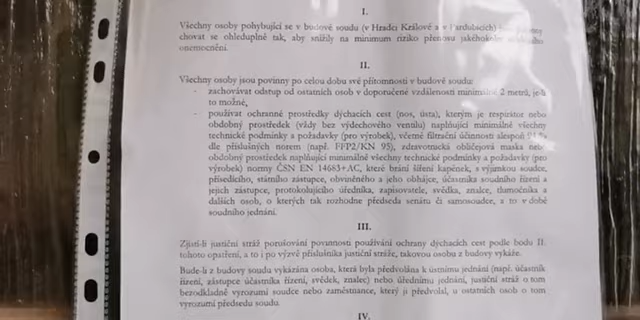 I.
Všechny osoby pohybující se v budově soudu (v Hradci Králové a v Pardubicích)
chovat se ohleduplně tak, aby snížily na minimum riziko přenosu jakéhokoliv
onemocnění.
II.
Všechny osoby jsou povinny po celou dobu své přítomnosti v budově soudu:
- zachovávat odstup od ostatních osob v doporučené vzdálenosti minimálně 2 metrů, je-li
to možné,
- používat ochranné prostředky dýchacích cest (nos, ústa), kterým je respirátor nebo
obdobný prostředek (vždy bez výdechového ventilu) naplňující minimálně všechny
technické podmínky a požadavky (pro výrobek), včetně filtrační účinnosti alespoň
dle příslušných norem (např. FFP2/KN 95), zdravotnická obličejová maska nebo
obdobný prostředek naplňující minimálně všechny technické podmínky a požadavky (pro
výrobek) normy ČSN EN 14683+AC, které brání šíření kapének, s výjimkou soudce,
přísedícího, státního zástupce, obviněného a jeho obhájce, účastníka soudního řízení a
jejich zástupce, protokolujícího úředníka, zapisovatele, svědka, znalce, tlumočníka a
dalších osob, o kterých tak rozhodne předseda senátu či samosoudce, a to v době
soudního jednání.
III.
Zjistí-li justiční stráž porušování povinnosti používání ochrany dýchacích cest podle bodu II.
tohoto opatření, a to i po výzvě příslušníka justiční stráže, takovou osobu z budovy vykáže.
Bude-li z budovy soudu vykázána osoba, která byla předvolána k ústnímu jednání (např. účastník
řízení, zástupce účastníka řízení, svědek, znalec) nebo úřednímu jednání, justiční stráž o tom
bezodkladně vyrozumí soudce nebo zaměstnance, který ji předvolal, u ostatních osob o tom
vyrozumí předsedu soudu.
IV.